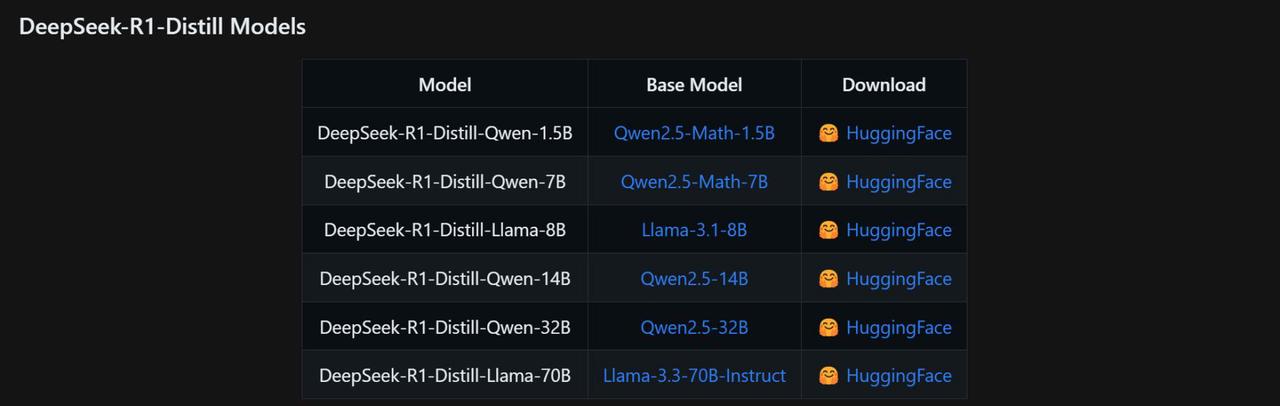 DeepSeek-R1-Distill Models
Model Base Model Download
DeepSeek-R1-Distill-Qwen-1.5B Qwen2.5-Math-1.5B 🤗 HuggingFace
DeepSeek-R1-Distill-Qwen-7B Qwen2.5-Math-7B 🤗 HuggingFace
DeepSeek-R1-Distill-Llama-8B Llama-3.1-8B 🤗 HuggingFace
DeepSeek-R1-Distill-Qwen-14B Qwen2.5-14B 🤗 HuggingFace
DeepSeek-R1-Distill-Qwen-32B Qwen2.5-32B 🤗 HuggingFace
DeepSeek-R1-Distill-Llama-70B Llama-3.3-70B-Instruct 🤗 HuggingFace